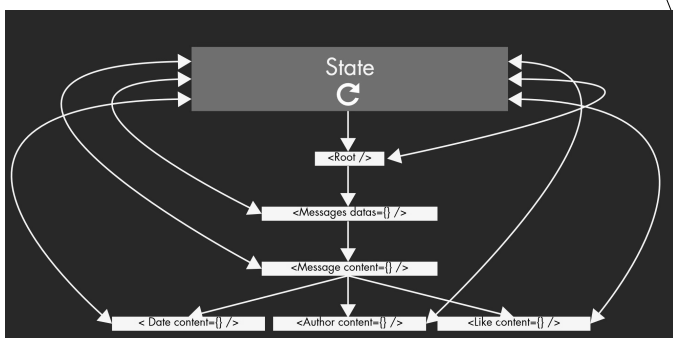 State
<Root />
<Messages datas={} />
<Message content={} />
< Date content={} />
<Author content={} />
<Like content={} />